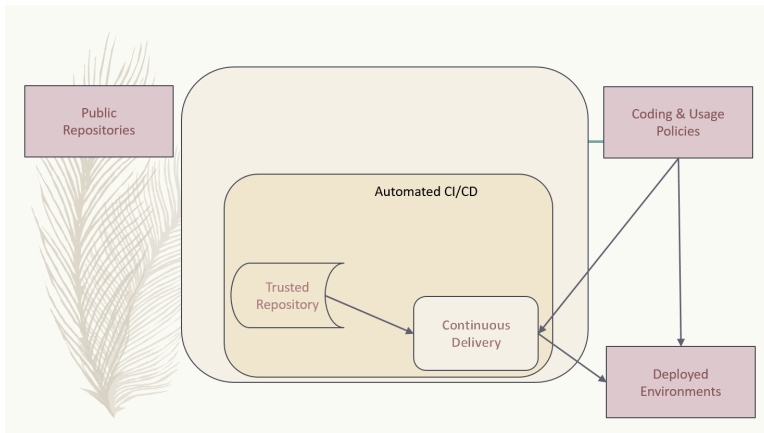 Public
Repositories
Coding & Usage
Policies
Automated CI/CD
Trusted
Repository
Continuous
Delivery
Deployed
Environments